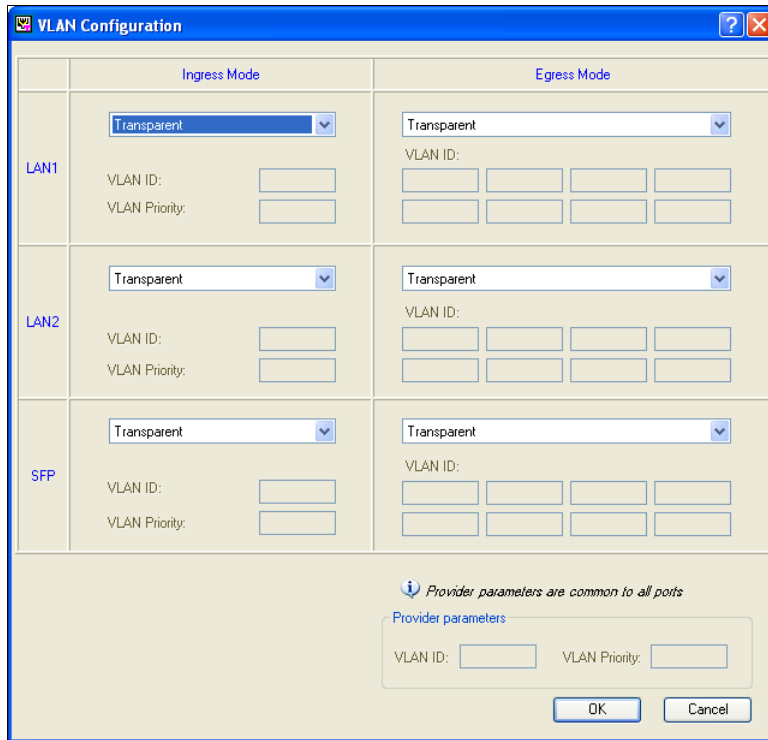 VLAN Configuration
Ingress Mode Egress Mode
LAN1
Transparent Transparent
VLAN ID:
VLAN ID:
VLAN Priority:
LAN2
Transparent Transparent
VLAN ID:
VLAN ID:
VLAN Priority:
SFP
Transparent Transparent
VLAN ID:
VLAN ID:
VLAN Priority:
Provider parameters are common to all ports
Provider parameters
VLAN ID: VLAN Priority:
OK Cancel